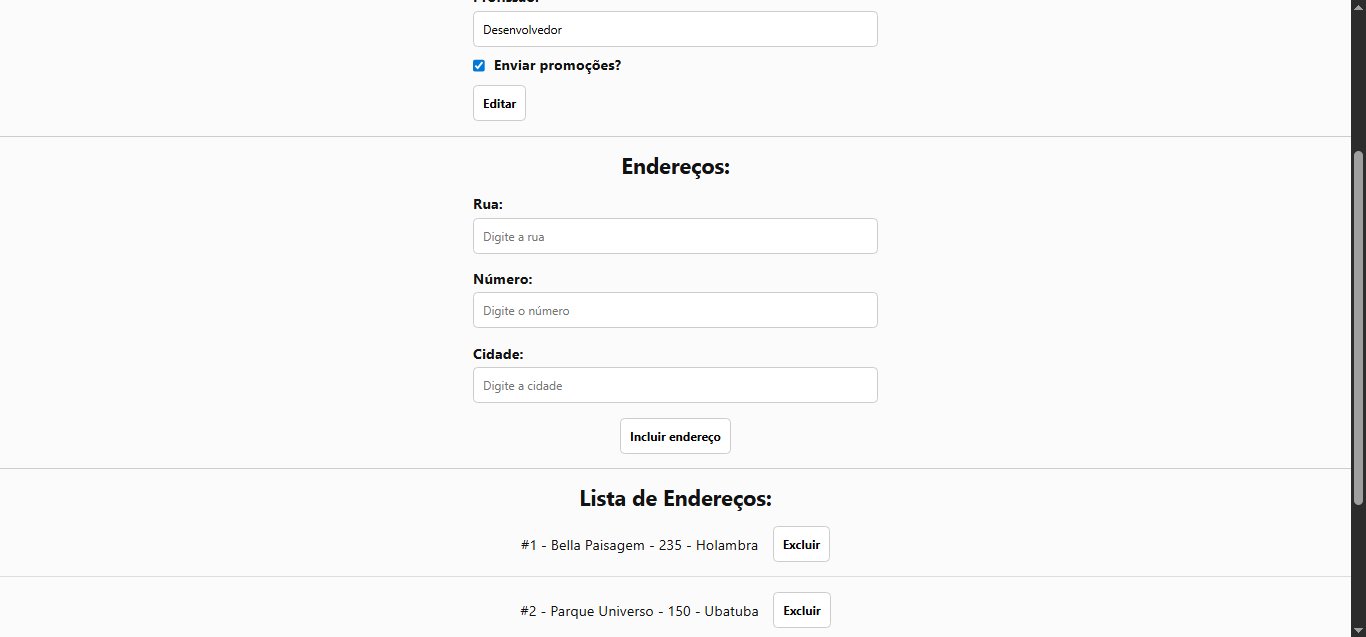 Profissão:
Desenvolvedor
Enviar promoções?
Editar
Endereços:
Rua:
Digite a rua
Número:
Digite o número
Cidade:
Digite a cidade
Incluir endereço
Lista de Endereços:
#1 - Bella Paisagem - 235 - Holambra Excluir
#2 - Parque Universo - 150 - Ubatuba Excluir